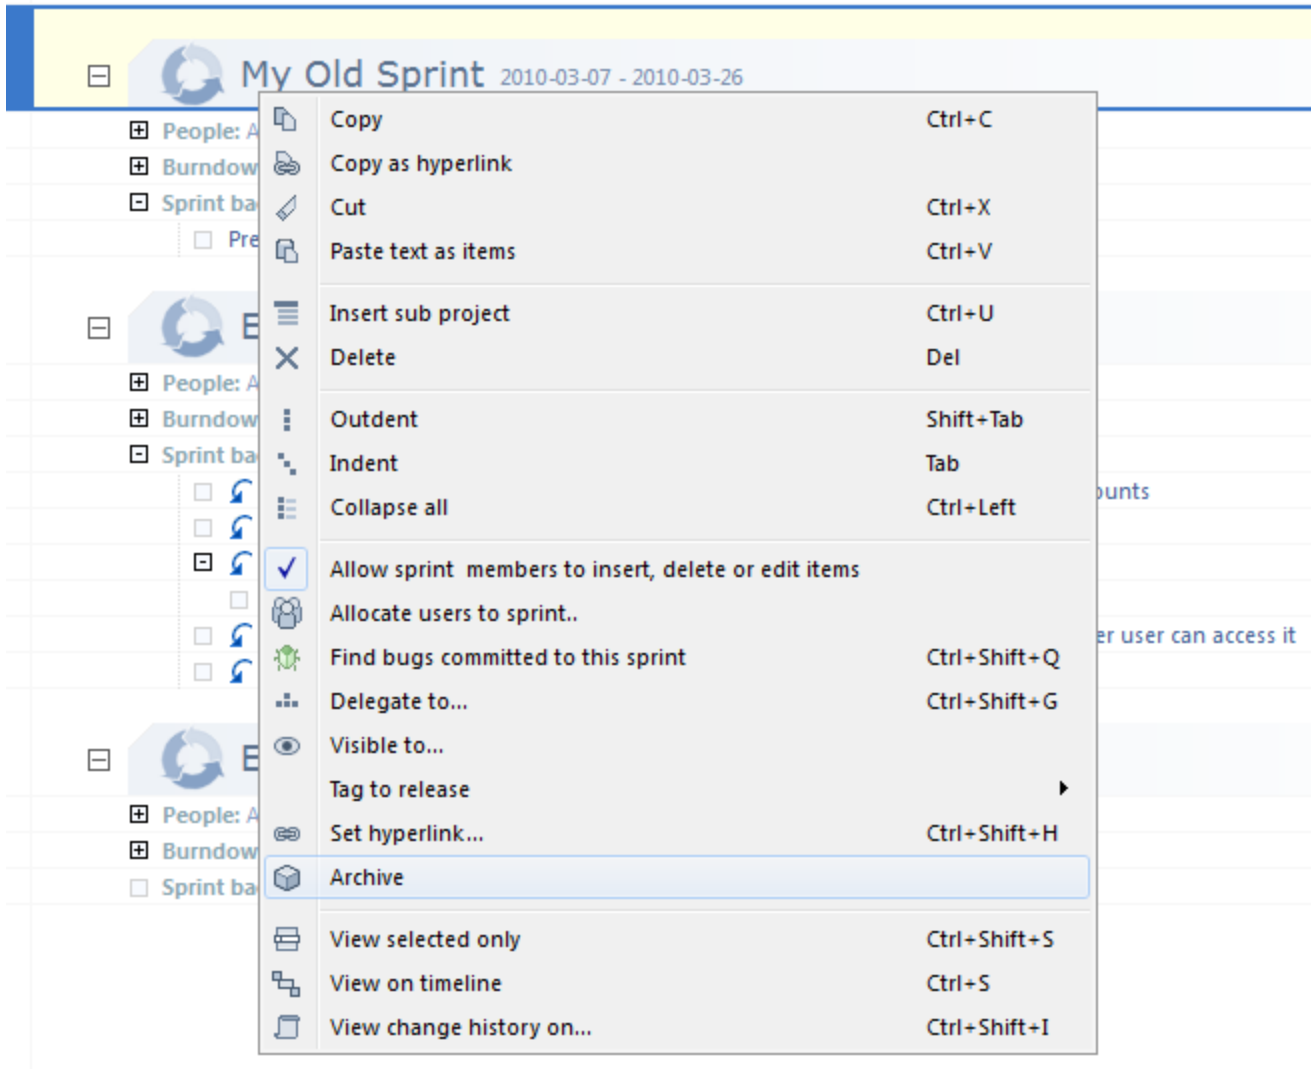 My Old Sprint 2010-03-07 - 2010-03-26
Copy Ctrl+C
People: A
Copy as hyperlink
Burndow
Cut Ctrl+X
Sprint ba
Paste text as items Ctrl+V
Pre
Insert sub project Ctrl+U
E
Delete Del
People: A
Outdent Shift+Tab
Burndow
Indent Tab
Sprint ba
ounts
Collapse all Ctrl+Left
Allow sprint  members to insert, delete or edit items
Allocate users to sprint..
er user can access it
Find bugs committed to this sprint Ctrl+Shift+Q
Delegate to... Ctrl+Shift+G
Visible to...
E
Tag to release
People: A
Set hyperlink... Ctrl+Shift+H
Burndow
Archive
Sprint ba
View selected only Ctrl+Shift+S
View on timeline Ctrl+S
View change history on... Ctrl+Shift+I